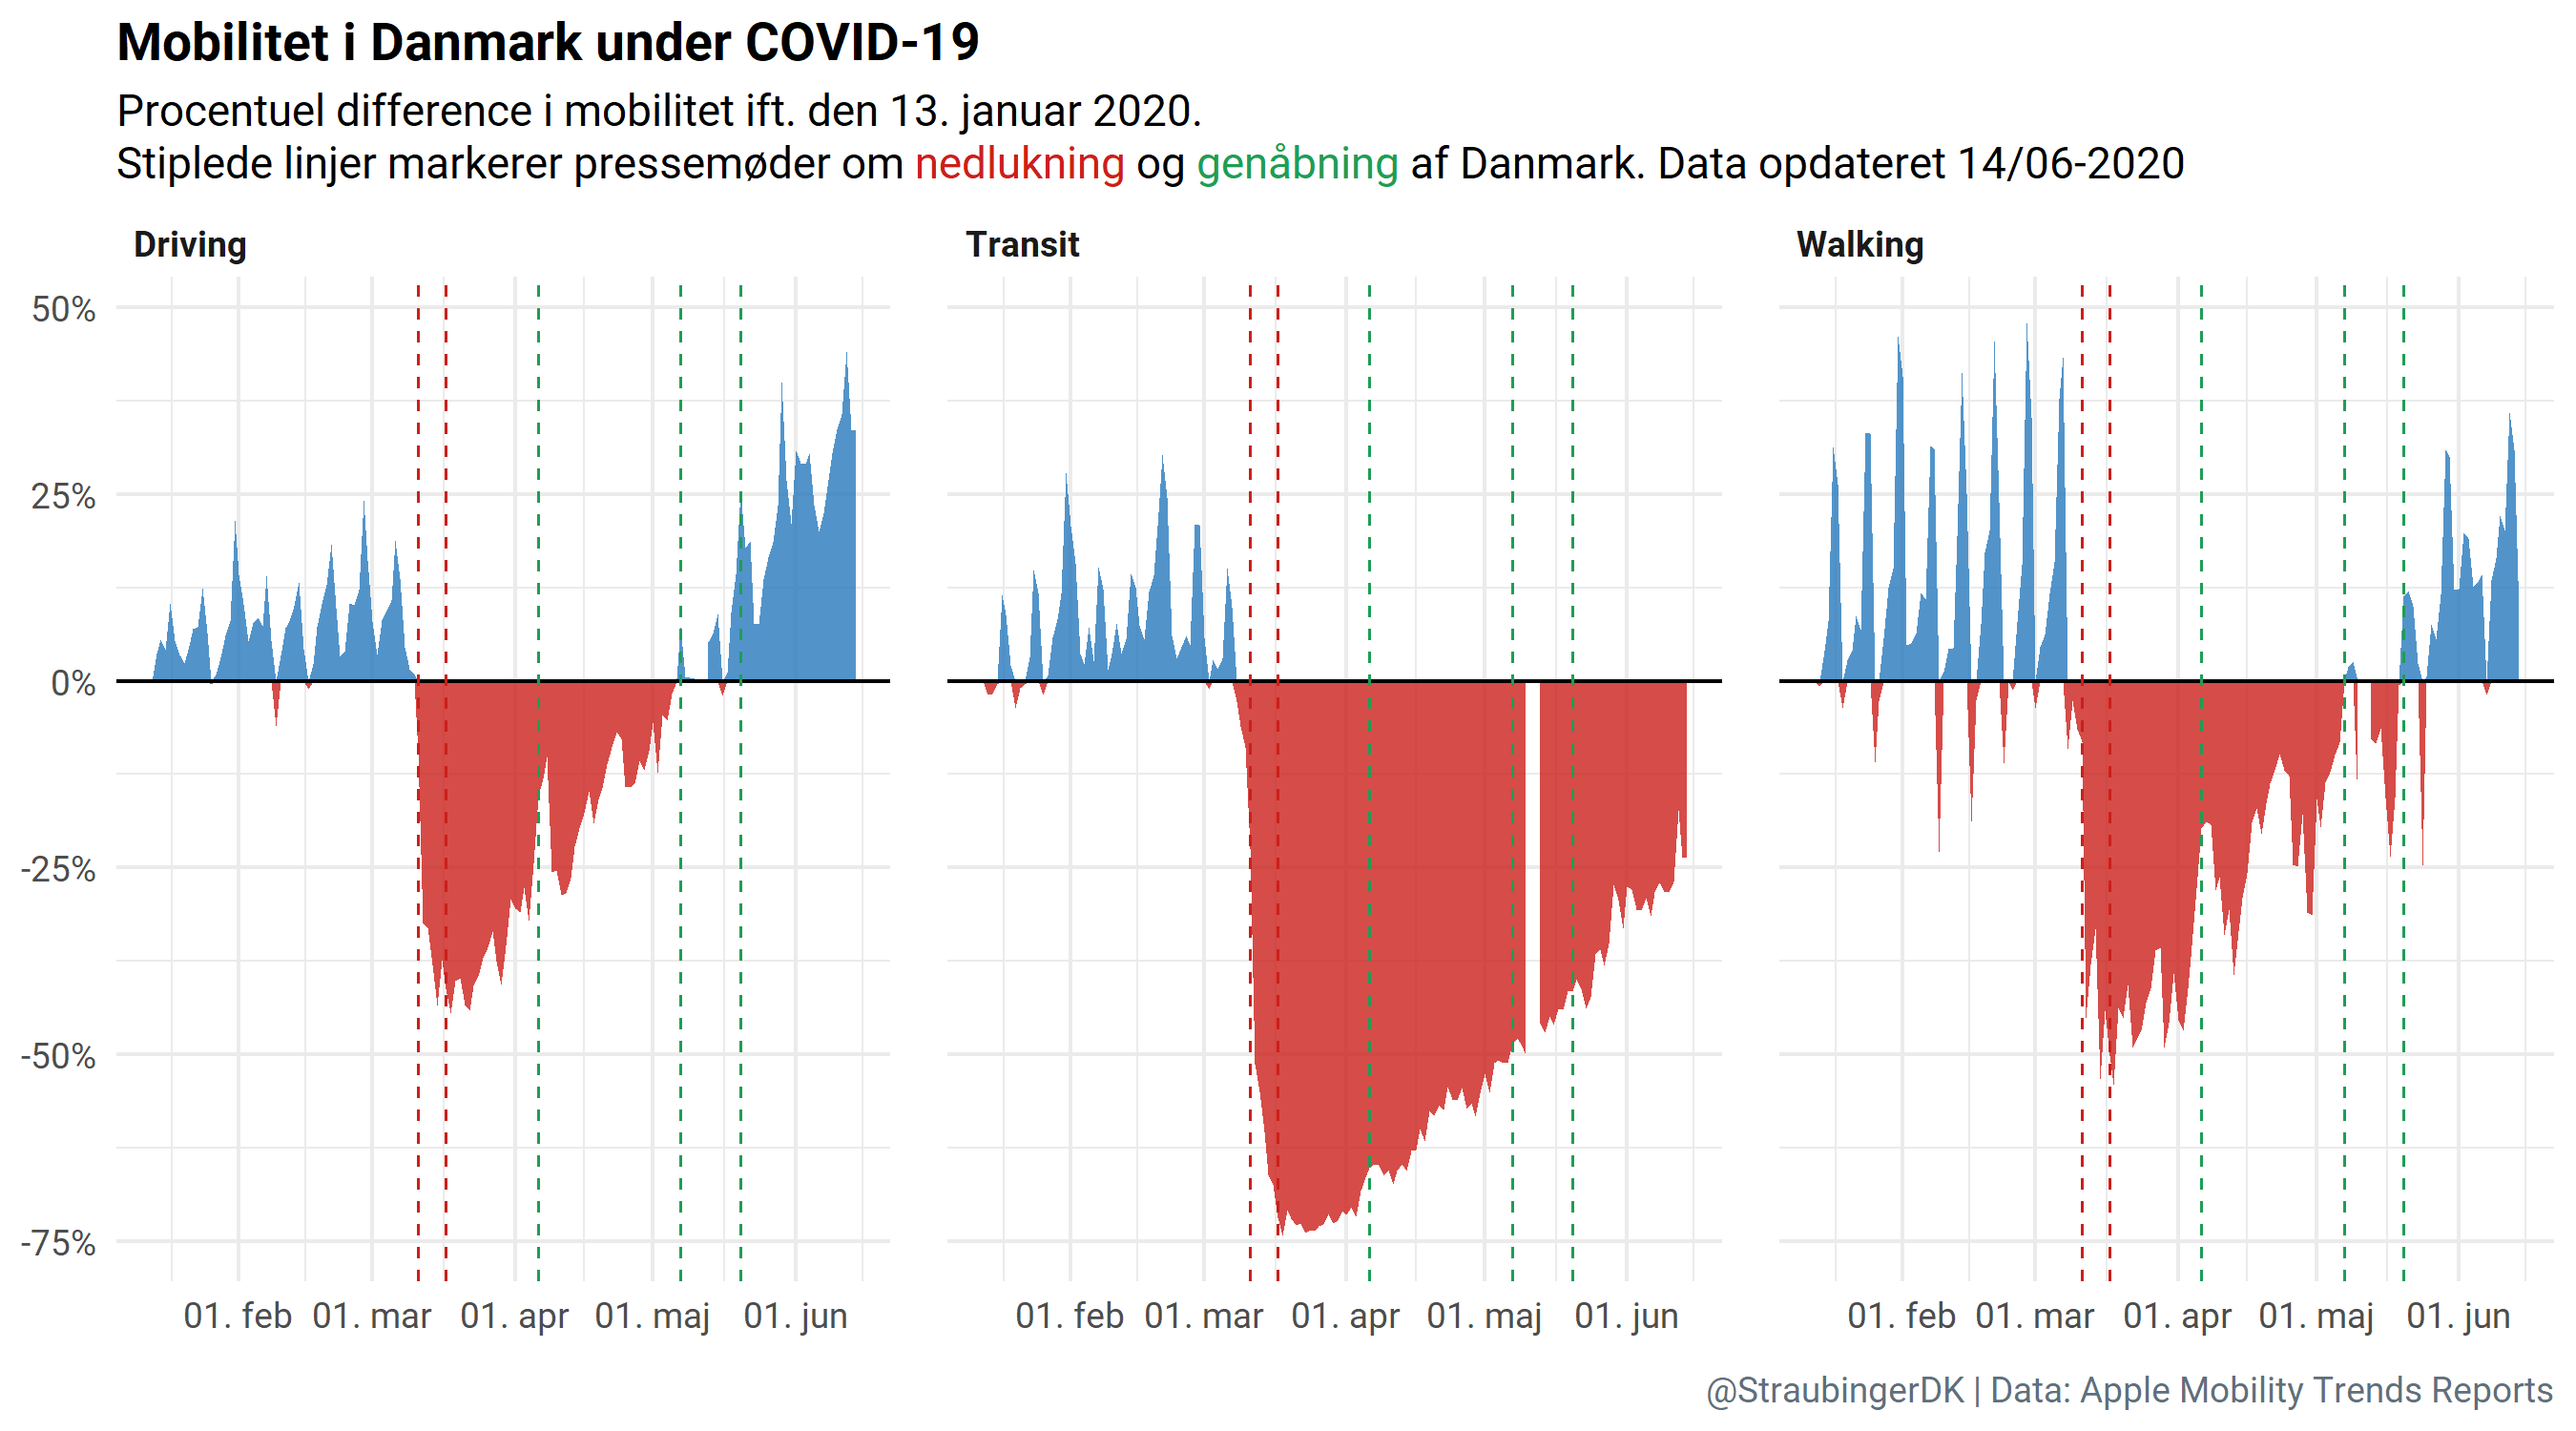 Mobilitet i Danmark under COVID-19
Procentuel difference i mobilitet ift. den 13. januar 2020.
Stiplede linjer markerer pressemøder om nedlukning og genåbning af Danmark. Data opdateret 14/06-2020
Driving
Transit
Walking
50%
25%
0%
-25%
-50%
-75%
01. feb 01. mar 01. apr 01. maj 01. jun
01. feb 01. mar 01. apr 01. maj 01. jun
01. feb 01. mar 01. apr 01. maj 01. jun
@StraubingerDK | Data: Apple Mobility Trends Reports